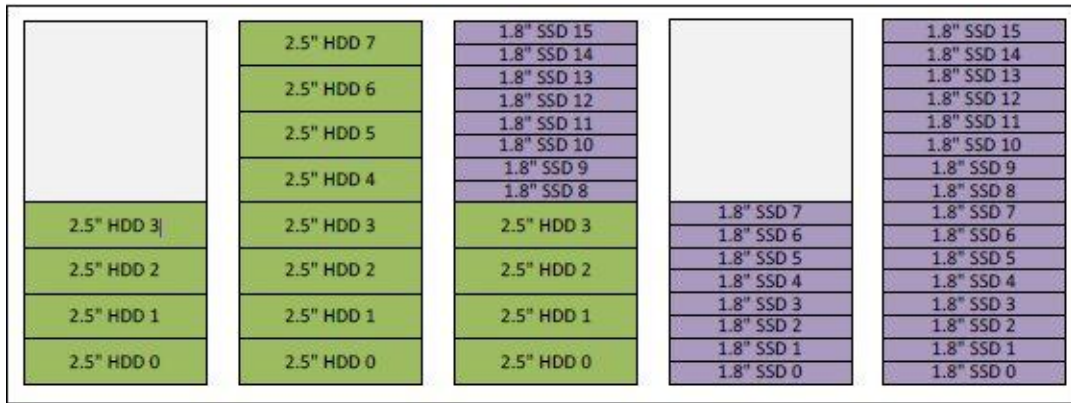 2.5" HDD 3
2.5" HDD 2
2.5" HDD 1
2.5" HDD 0
2.5" HDD 7
2.5" HDD 6
2.5" HDD 5
2.5" HDD 4
2.5" HDD 3
2.5" HDD 2
2.5" HDD 1
2.5" HDD 0
1.8" SSD 15
1.8" SSD 14
1.8" SSD 13
1.8" SSD 12
1.8" SSD 11
1.8" SSD 10
1.8" SSD 9
1.8" SSD 8
2.5" HDD 3
2.5" HDD 2
2.5" HDD 1
2.5" HDD 0
1.8" SSD 7
1.8" SSD 6
1.8" SSD 5
1.8" SSD 4
1.8" SSD 3
1.8" SSD 2
1.8" SSD 1
1.8" SSD 0
1.8" SSD 15
1.8" SSD 14
1.8" SSD 13
1.8" SSD 12
1.8" SSD 11
1.8" SSD 10
1.8" SSD 9
1.8" SSD 8
1.8" SSD 7
1.8" SSD 6
1.8" SSD 5
1.8" SSD 4
1.8" SSD 3
1.8" SSD 2
1.8" SSD 1
1.8" SSD 0